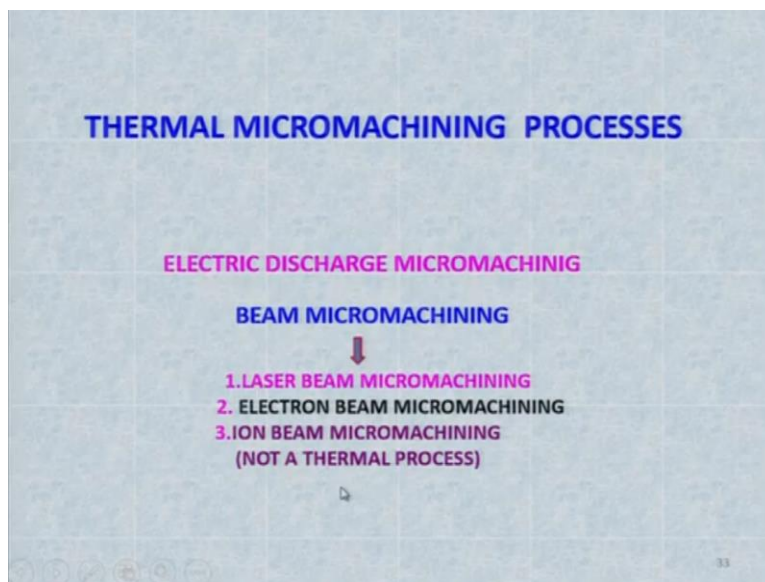 THERMAL MICROMACHINING PROCESSES
ELECTRIC DISCHARGE MICROMACHINIG
BEAM MICROMACHINING
1.LASER BEAM MICROMACHINING
2. ELECTRON BEAM MICROMACHINING
3.ION BEAM MICROMACHINING
(NOT A THERMAL PROCESS)
33